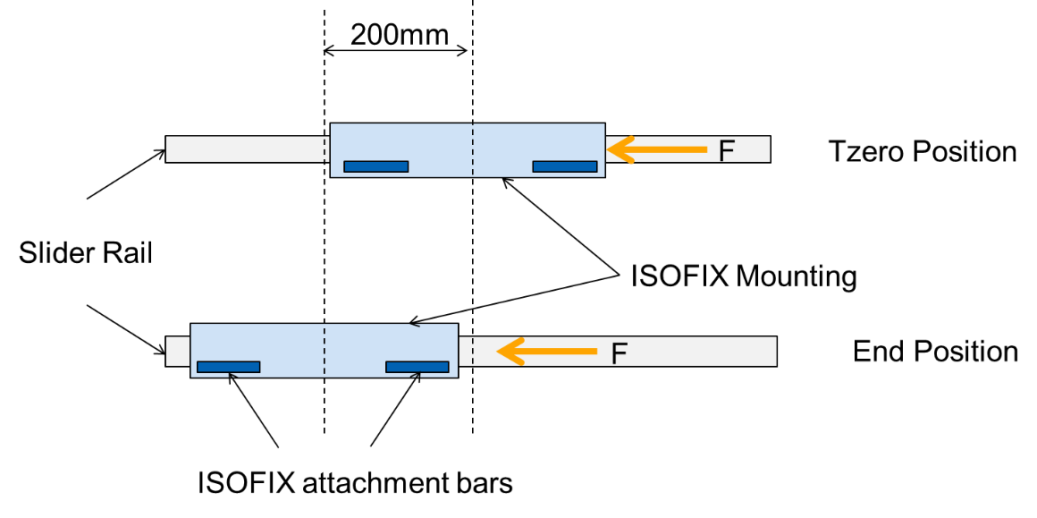 200mm
F
Tzero Position
Slider Rail
ISOFIX Mounting
F
End Position
ISOFIX attachment bars